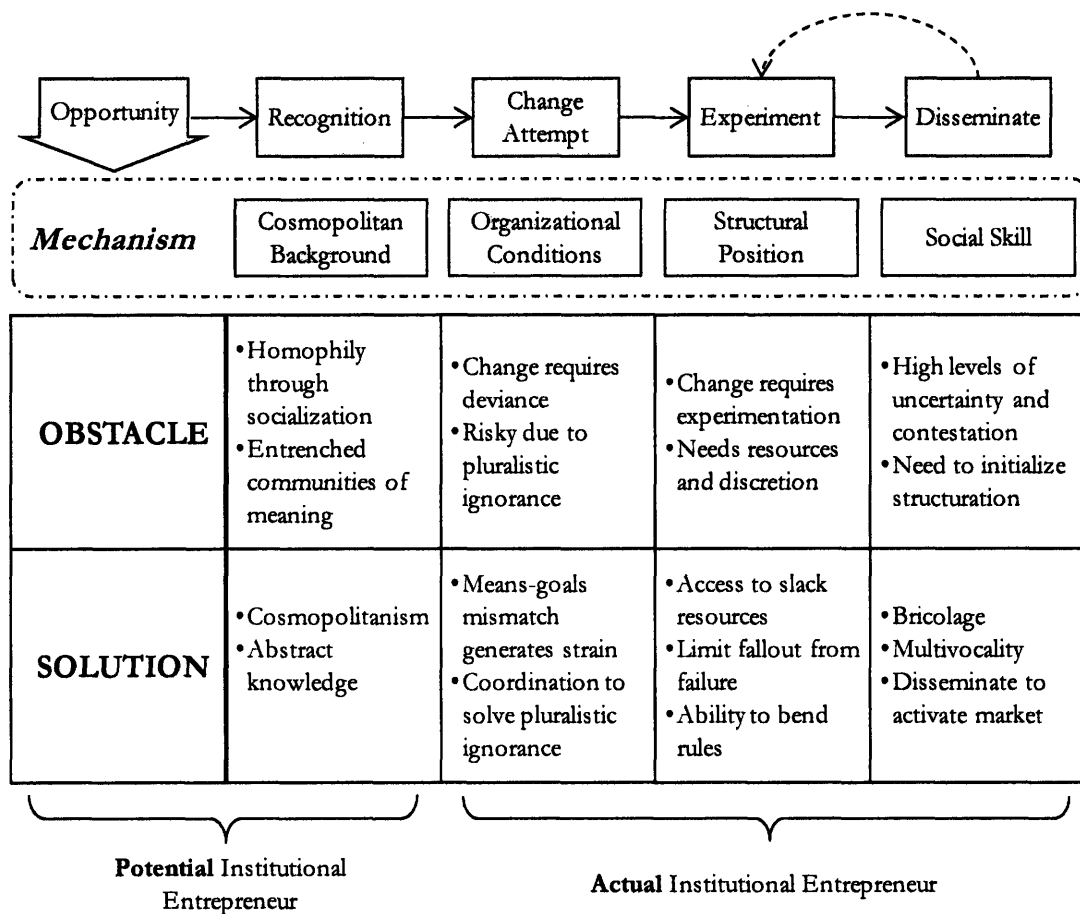 Opportunity
Recognition
Change
Attempt
Experiment
Disseminate
Mechanism
Cosmopolitan
Background
Organizational
Conditions
Structural
Position
Social Skill
OBSTACLE
•Homophily
through
socialization
•Entrenched
communities of
meaning
•Change requires
deviance
•Risky due to
pluralistic
ignorance
•Change requires
experimentation
•Needs resources
and discretion
•High levels of
uncertainty and
contestation
•Need to initialize
structuration
SOLUTION
•Cosmopolitanism
•Abstract
knowledge
•Means-goals
mismatch
generates strain
•Coordination to
solve pluralistic
ignorance
•Access to slack
resources
•Limit fallout from
failure
•Ability to bend
rules
•Bricolage
•Multivocality
•Disseminate to
activate market
Potential Institutional
Entrepreneur
Actual Institutional Entrepreneur